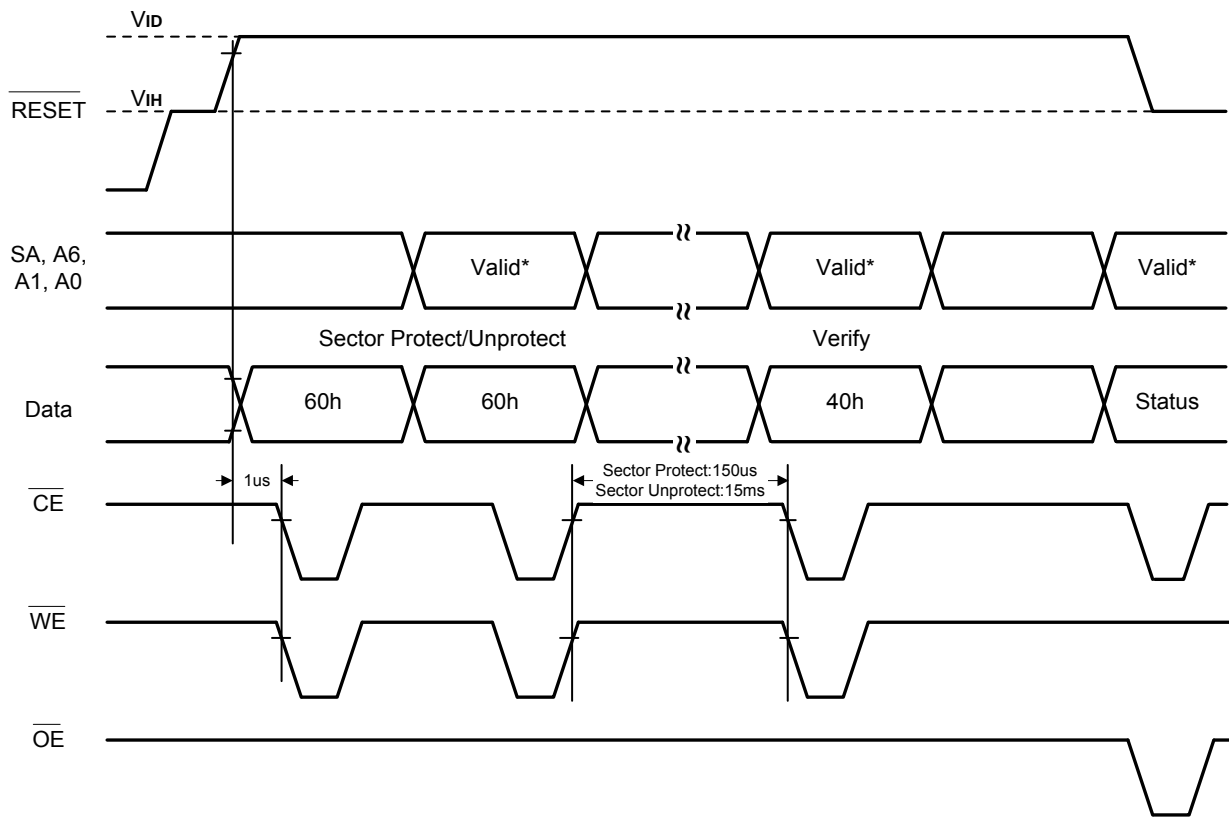 VID
VIH
RESET
SA, A6,
A1, A0
Valid*
Valid*
Valid*
Sector Protect/Unprotect
Verify
Data
60h
60h
40h
Status
1us
Sector Protect:150us
Sector Unprotect:15ms
CE
WE
OE